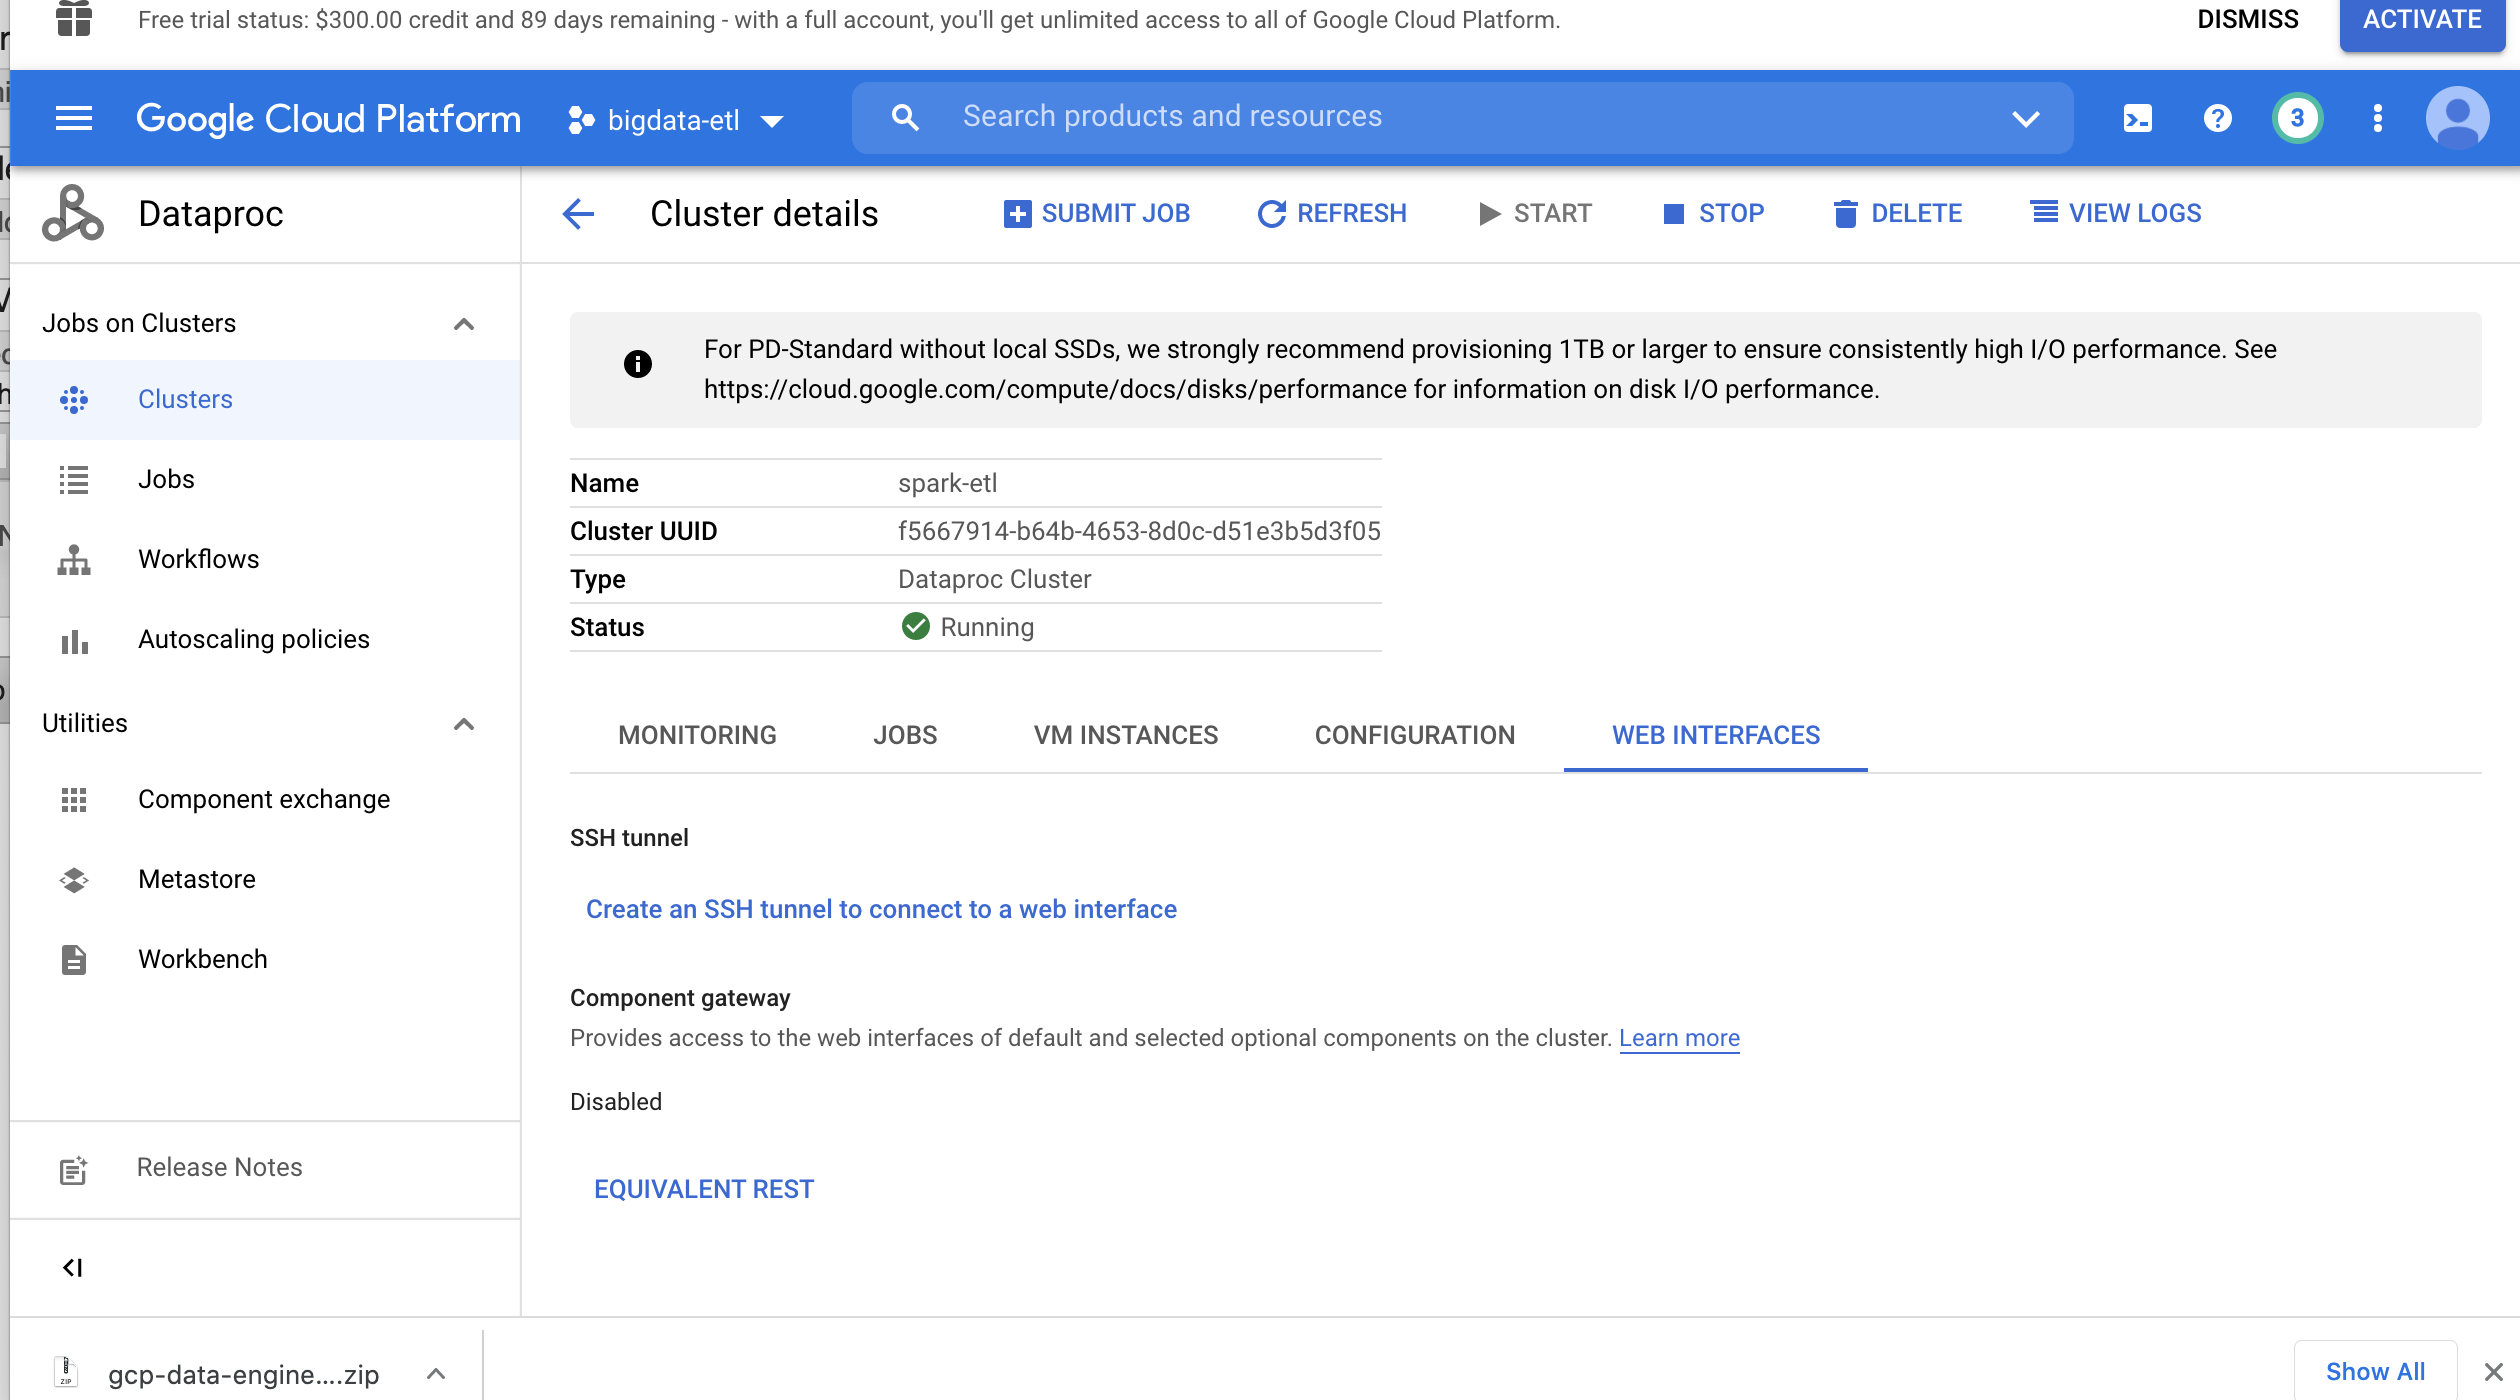 Free trial status: $300.00 credit and 89 days remaining - with a full account, you'll get unlimited access to all of Google Cloud Platform.
DISMISS
ACTIVATE
Google Cloud Platform
bigdata-etl
Search products and resources
3
Dataproc
Cluster details
SUBMIT JOB
REFRESH
START
STOP
DELETE
VIEW LOGS
Jobs on Clusters
Clusters
Jobs
Workflows
Autoscaling policies
Utilities
Component exchange
Metastore
Workbench
Release Notes
For PD-Standard without local SSDs, we strongly recommend provisioning 1TB or larger to ensure consistently high I/O performance. See
https://cloud.google.com/compute/docs/disks/performance for information on disk I/O performance.
Name spark-etl
Cluster UUID f5667914-b64b-4653-8d0c-d51e3b5d3f05
Type Dataproc Cluster
Status Running
MONITORING
JOBS
VM INSTANCES
CONFIGURATION
WEB INTERFACES
SSH tunnel
Create an SSH tunnel to connect to a web interface
Component gateway
Provides access to the web interfaces of default and selected optional components on the cluster. Learn more
Disabled
EQUIVALENT REST
ZIP
gcp-data-engine....zip
Show All